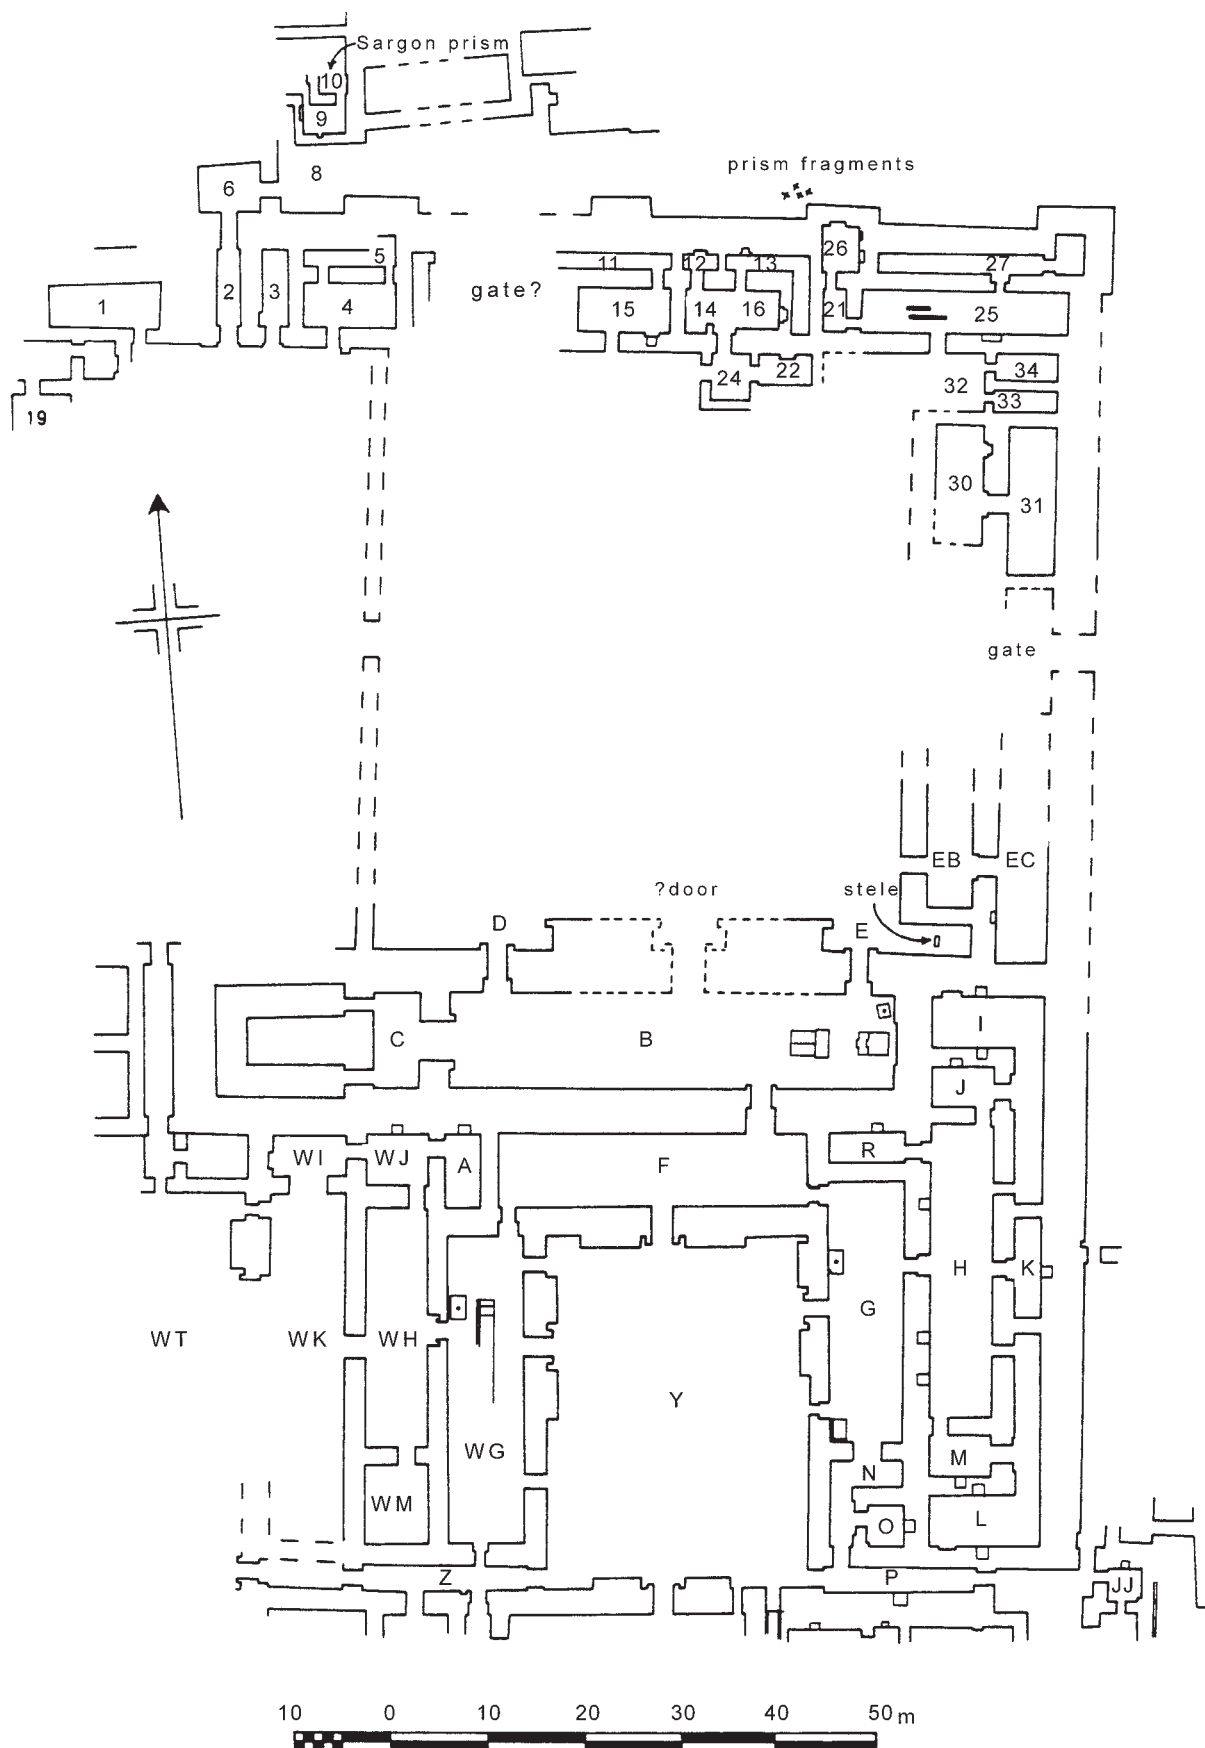 Sargon prism
10
9
prism fragments
8
6
26
5
11
12
13
27
2
3
gate?
1
4
15
14
16
21
25
22
34
24
32
33
19
30
31
gate
EB
EC
?door
stele
D
E
C
B
I
J
WI
WJ
A
F
R
H
K
G
WT
WK
WH
Y
WG
M
N
WM
O
L
Z
P
JJ
10
0
10
20
30
40
50 m